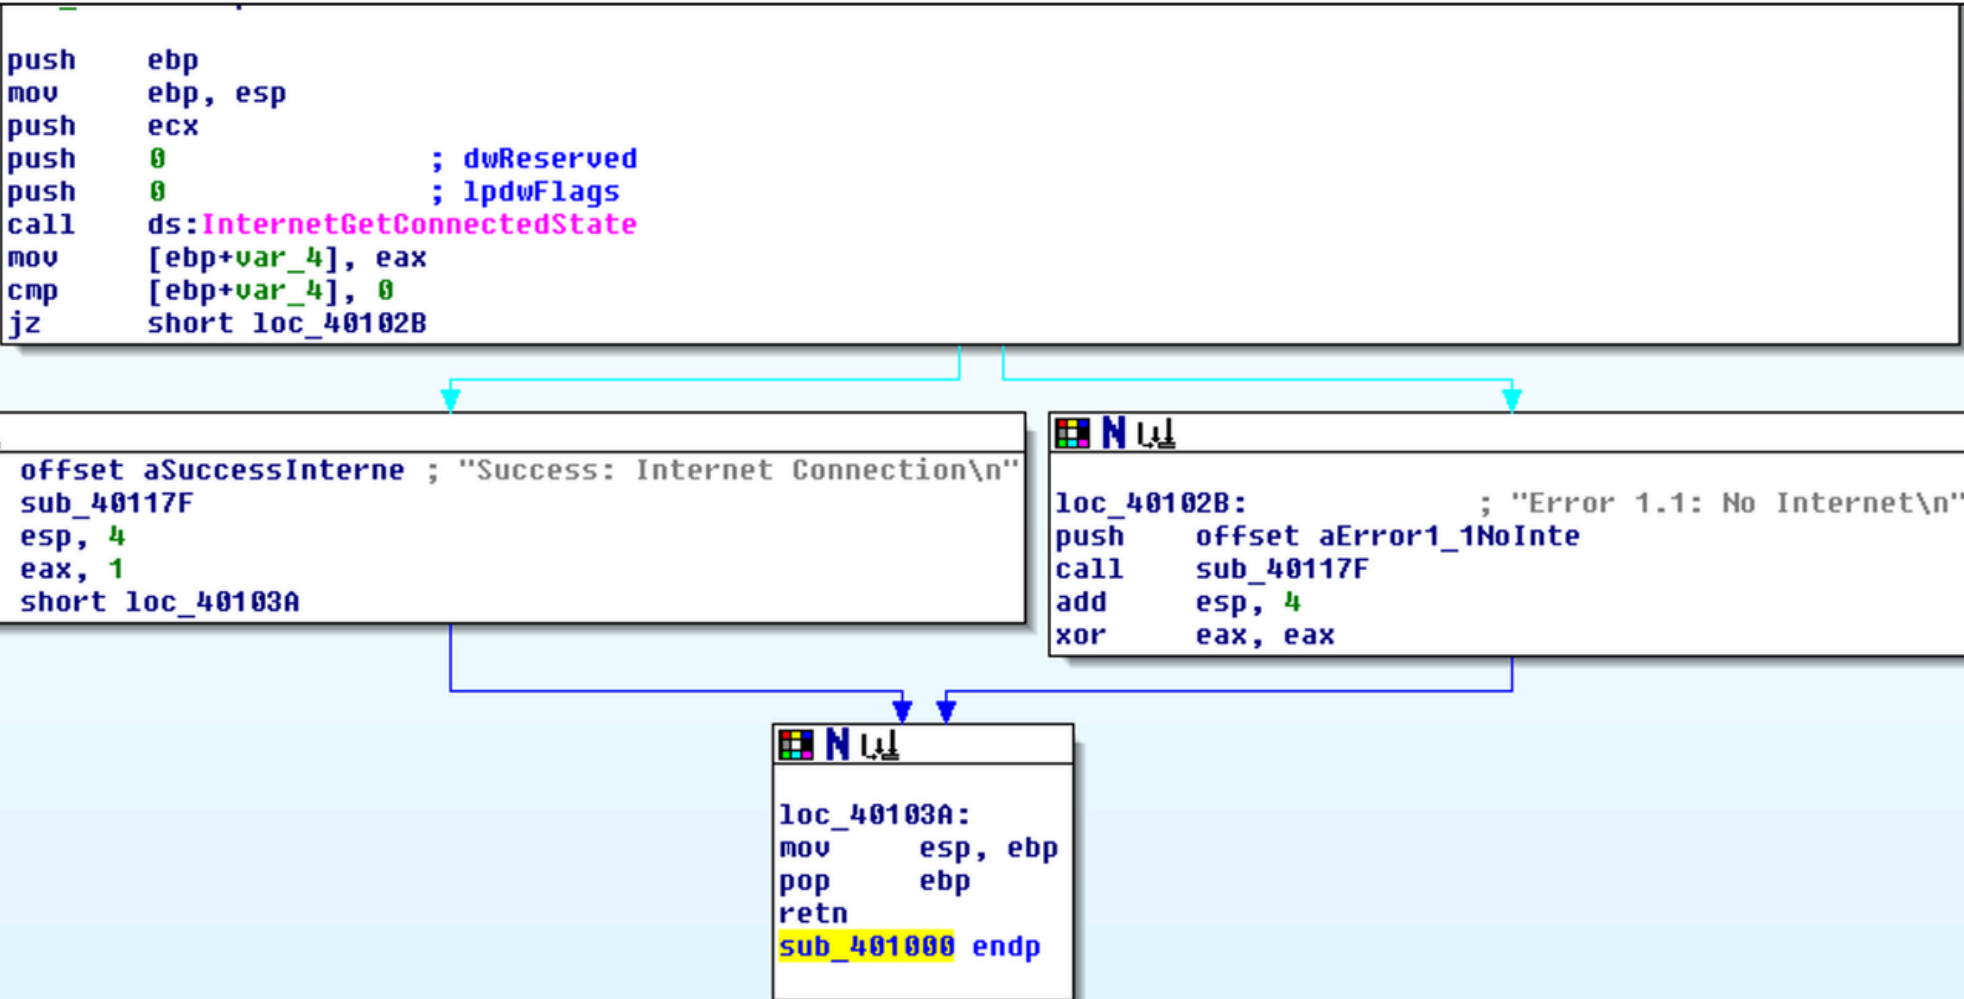 push ebp
mov ebp, esp
push ecx
push 0 ; dwReserved
push 0 ; lpdwFlags
call ds:InternetGetConnectedState
mov [ebp+var_4], eax
cmp [ebp+var_4], 0
jz short loc_40102B
offset aSuccessInterne ; "Success: Internet Connection\n"
sub_40117F
esp, 4
eax, 1
short loc_40103A
N
loc_40102B: ; "Error 1.1: No Internet\n"
push offset aError1_1NoInte
call sub_40117F
add esp, 4
xor eax, eax
N
loc_40103A:
mov esp, ebp
pop ebp
retn
sub_401000 endp